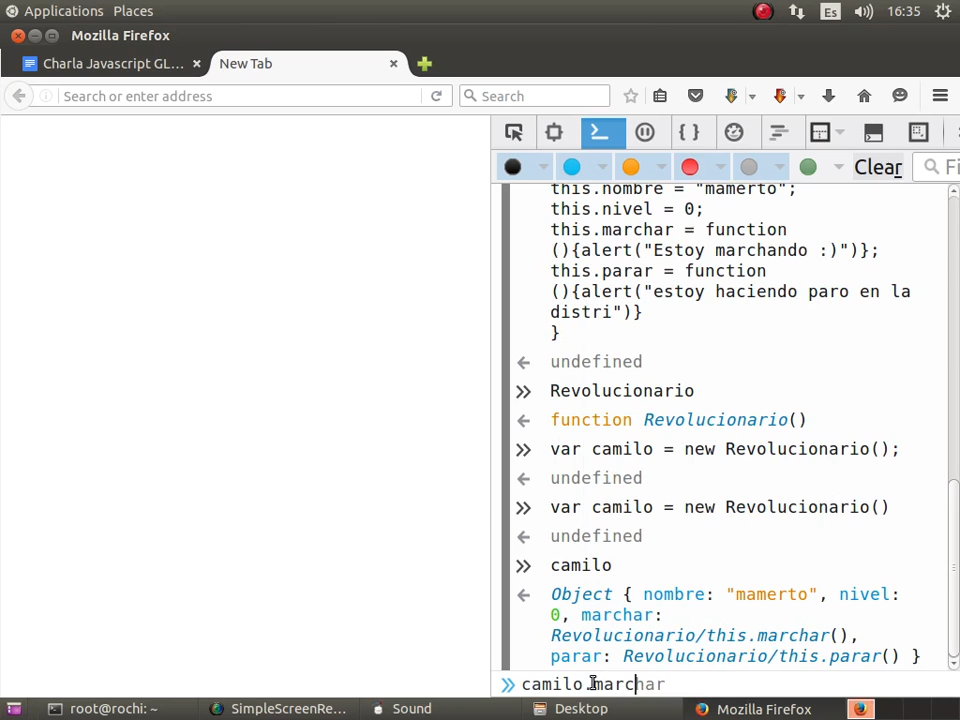 Applications Places Es 16:35
Mozilla Firefox
Charla Javascript GL... New Tab
Search or enter address Search
Clear Fi
this.nombre = "mamerto";
this.nivel = 0;
this.marchar = function
(){alert("Estoy marchando :)")};
this.parar = function
(){alert("estoy haciendo paro en la
distri")}
}
undefined
Revolucionario
function Revolucionario()
var camilo = new Revolucionario();
undefined
var camilo = new Revolucionario()
undefined
camilo
Object { nombre: "mamerto", nivel:
0, marchar:
Revolucionario/this.marchar(),
parar: Revolucionario/this.parar() }
camilo.marchar
root@rochi: ~ SimpleScreenRe... Sound Desktop Mozilla Firefox